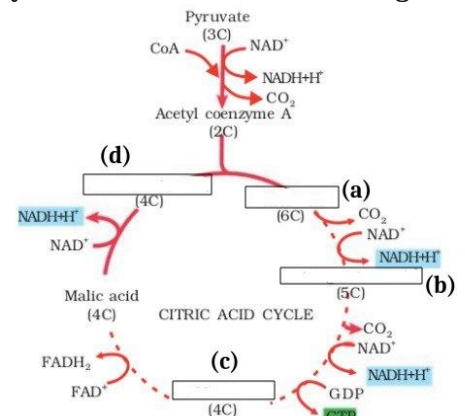 Pyruvate
(3C)
CoA
NAD⁺
NADH+H⁺
CO₂
Acetyl coenzyme A
(2C)
(d)
(4C)
(a)
(6C)
CO₂
NAD⁺
NADH+H⁺
NADH+H⁺
NAD⁺
(b)
(5C)
Malic acid
(4C)
CITRIC ACID CYCLE
CO₂
NAD⁺
NADH+H⁺
(c)
FADH₂
FAD⁺
GDP
GTP
(4C)